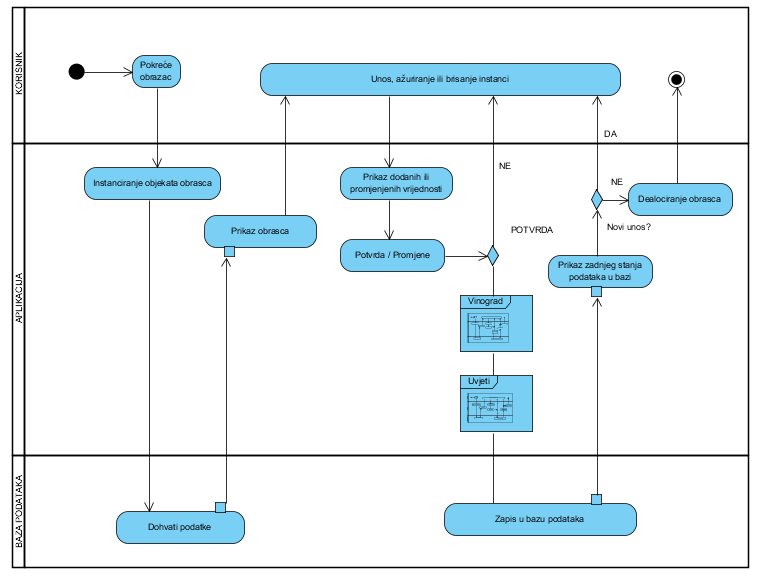 KORISNIK
Pokreće
obrazac
Unos, ažuriranje ili brisanje instanci
DA
APLIKACIJA
Instanciranje objekata obrasca
Prikaz obrasca
Prikaz dodanih ili
promjenjenih vrijednosti
Potvrda / Promjene
NE
POTVRDA
NE
Dealociranje obrasca
Novi unos?
Prikaz zadnjeg stanja
podataka u bazi
Vinograd
Uvjeti
BAZA PODATAKA
Dohvati podatke
Zapis u bazu podataka